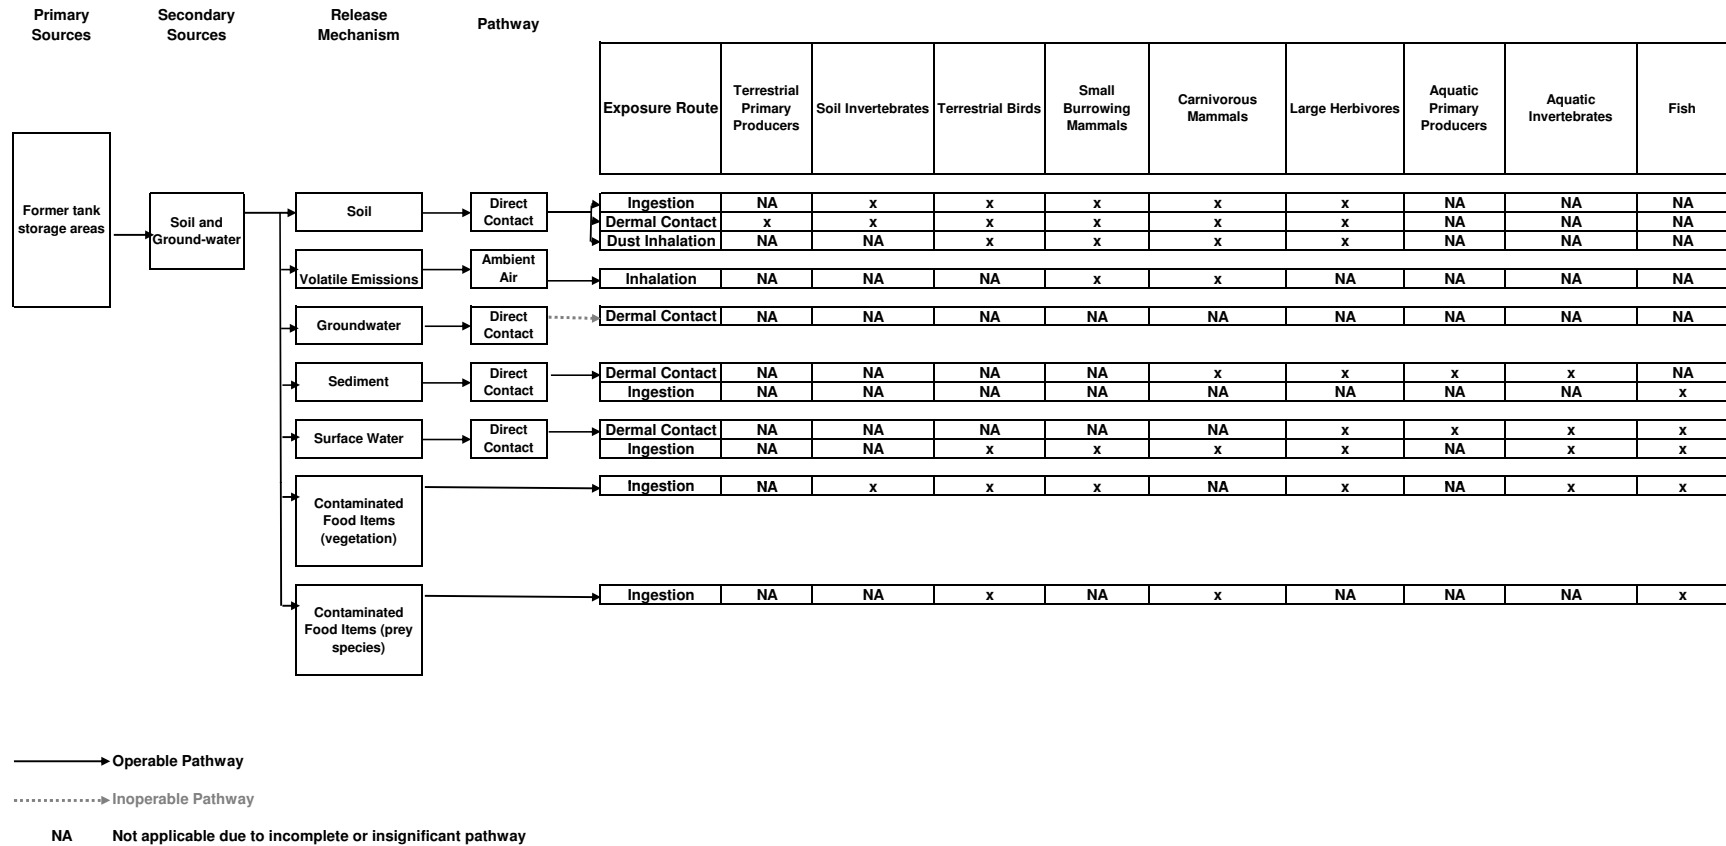 Primary Sources
Secondary Sources
Release Mechanism
Pathway
Exposure Route
Terrestrial Primary Producers
Soil Invertebrates
Terrestrial Birds
Small Burrowing Mammals
Carnivorous Mammals
Large Herbivores
Aquatic Primary Producers
Aquatic Invertebrates
Fish
Former tank storage areas
Soil and Ground-water
Soil
Direct Contact
Ingestion NA x x x x x NA NA NA
Dermal Contact x x x x x x NA NA NA
Dust Inhalation NA NA x x x x NA NA NA
Volatile Emissions
Ambient Air
Inhalation NA NA NA x x NA NA NA NA
Groundwater
Direct Contact
Dermal Contact NA NA NA NA NA NA NA NA NA
Sediment
Direct Contact
Dermal Contact NA NA NA NA x x x x NA
Ingestion NA NA NA NA NA NA NA NA x
Surface Water
Direct Contact
Dermal Contact NA NA NA NA NA x x x x
Ingestion NA NA x x x x NA x x
Contaminated Food Items (vegetation)
Ingestion NA x x x NA x NA x x
Contaminated Food Items (prey species)
Ingestion NA NA x NA x NA NA NA x
Operable Pathway
Inoperable Pathway
NA Not applicable due to incomplete or insignificant pathway